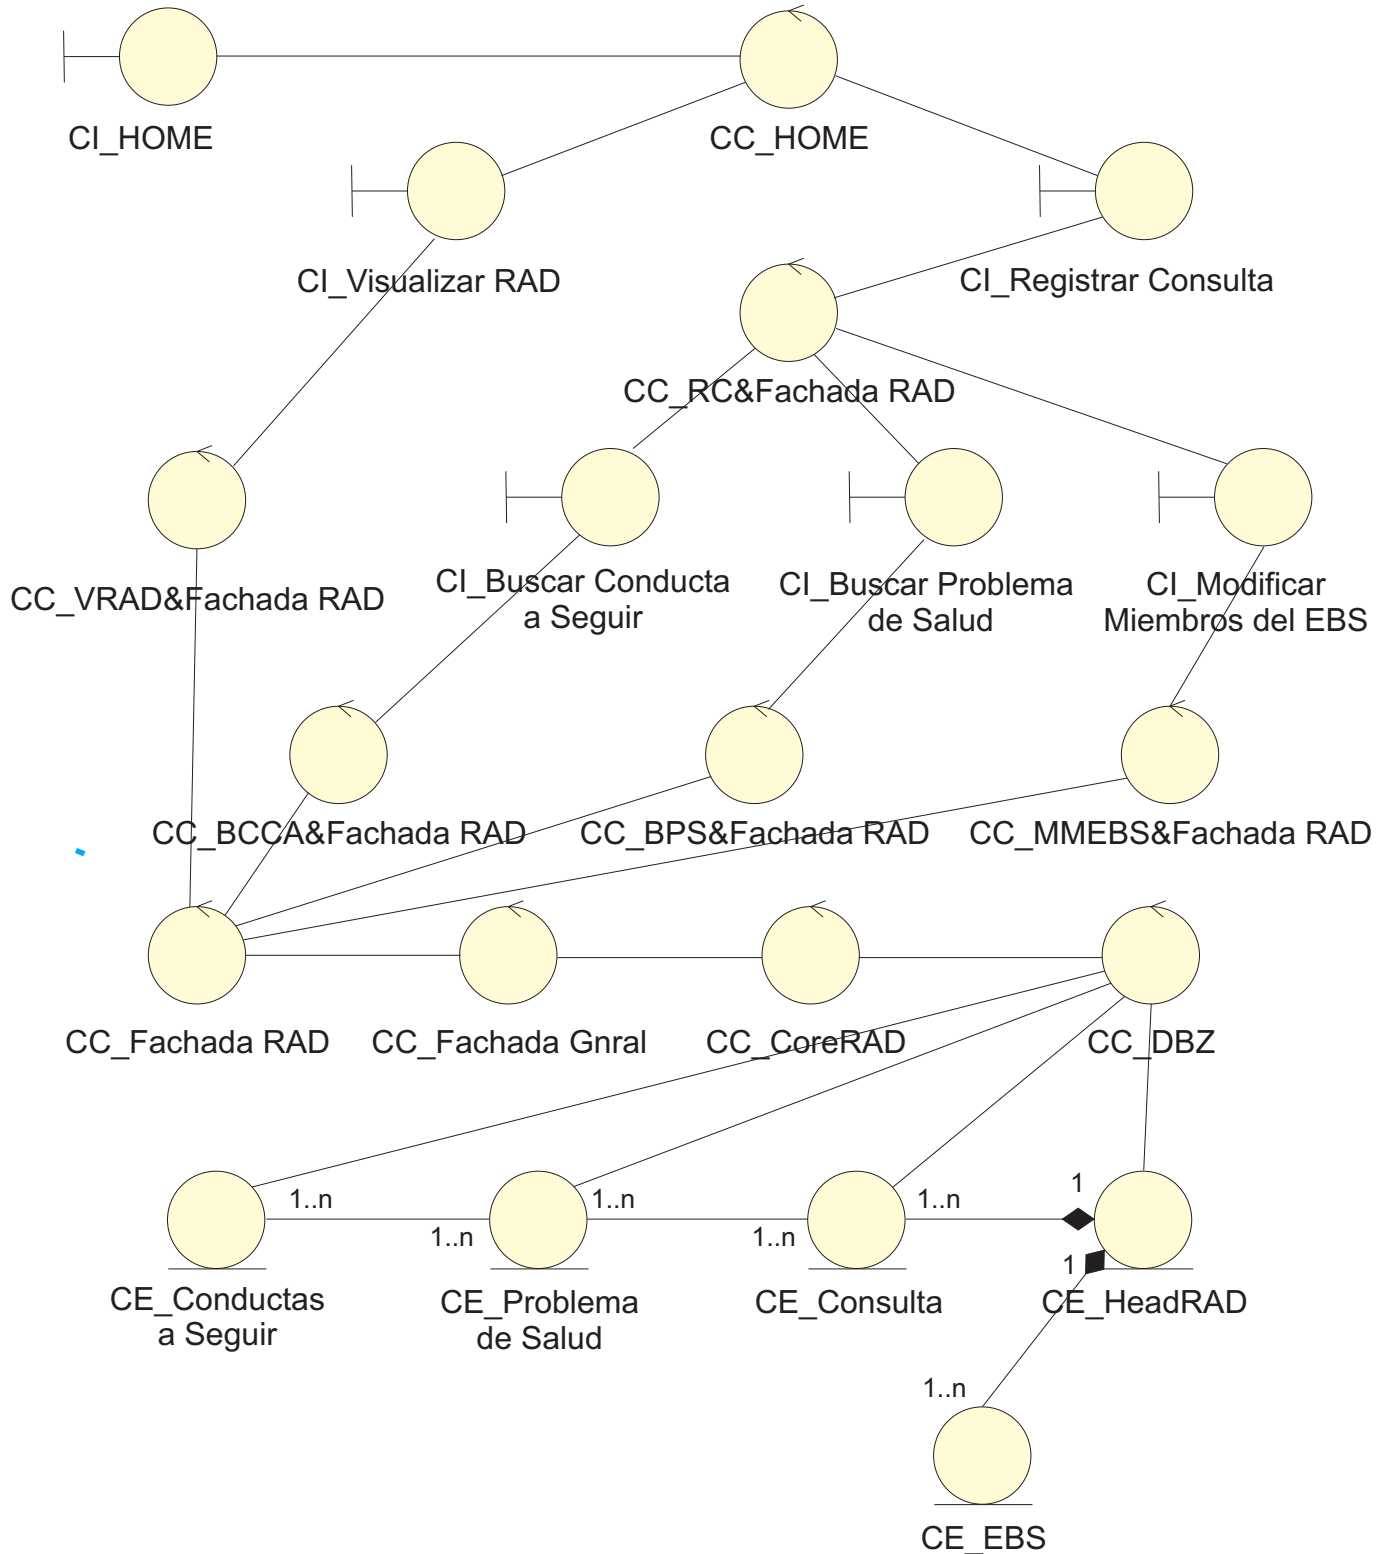 CI_HOME
CC_HOME
CI_Visualizar RAD
CI_Registrar Consulta
CC_RC&Fachada RAD
CI_Buscar Conducta
a Seguir
CI_Buscar Problema
de Salud
CI_Modificar
Miembros del EBS
CC_VRAD&Fachada RAD
CC_BCCA&Fachada RAD
CC_BPS&Fachada RAD
CC_MMEBS&Fachada RAD
CC_Fachada RAD
CC_Fachada Gnral
CC_CoreRAD
CC_DBZ
1..n
1..n
1..n
1..n
1..n
1
1
CE_Conductas
a Seguir
CE_Problema
de Salud
CE_Consulta
CE_HeadRAD
1..n
CE_EBS